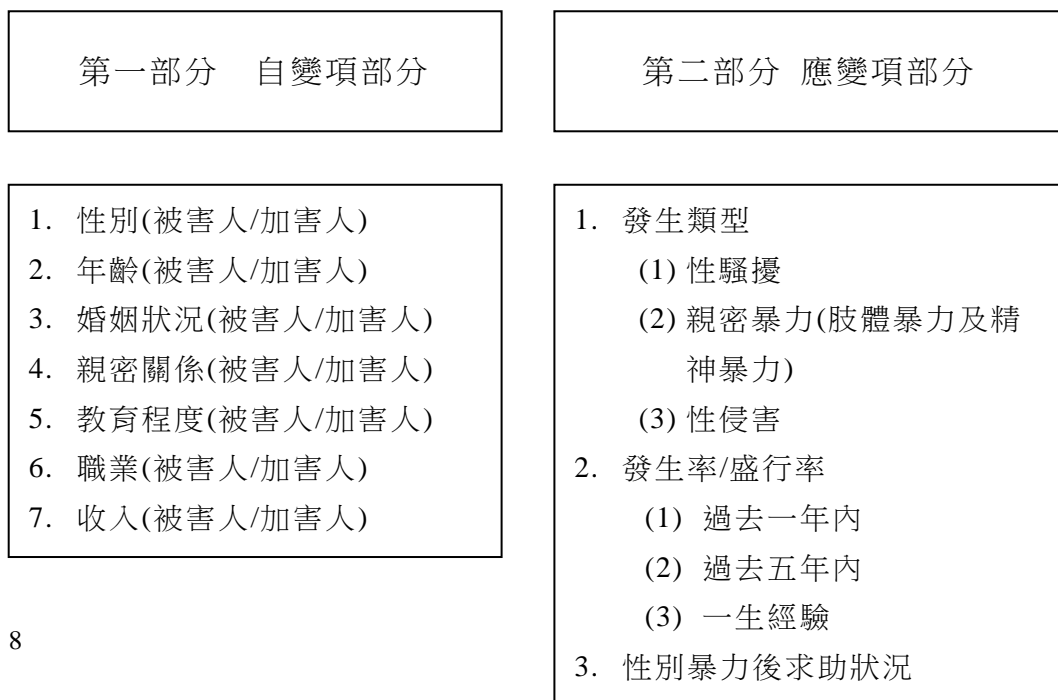 第一部分 自變項部分
1. 性別(被害人/加害人)
2. 年齡(被害人/加害人)
3. 婚姻狀況(被害人/加害人)
4. 親密關係(被害人/加害人)
5. 教育程度(被害人/加害人)
6. 職業(被害人/加害人)
7. 收入(被害人/加害人)
第二部分 應變項部分
1. 發生類型
(1) 性騷擾
(2) 親密暴力(肢體暴力及精
神暴力)
(3) 性侵害
2. 發生率/盛行率
(1) 過去一年內
(2) 過去五年內
(3) 一生經驗
3. 性別暴力後求助狀況
8